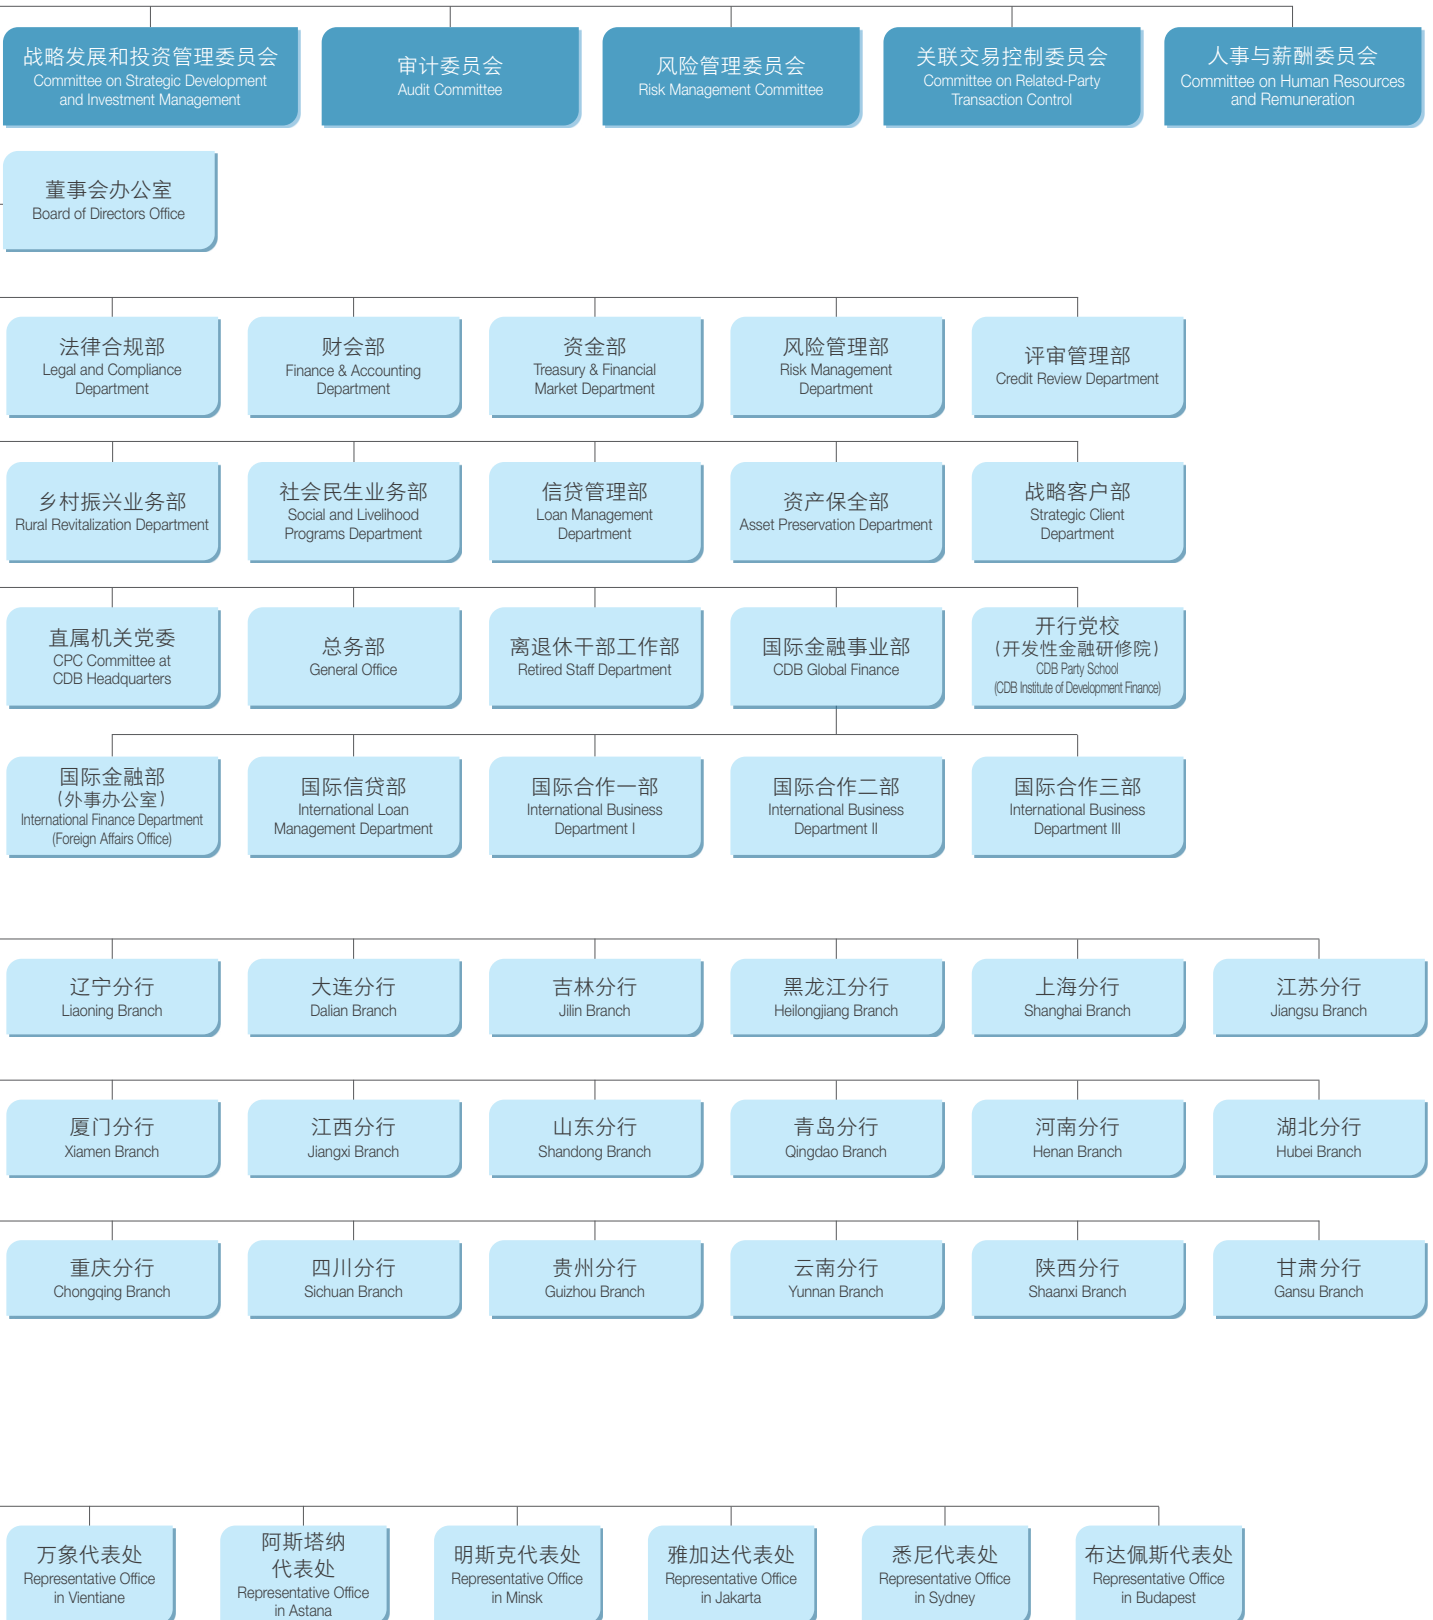 战略发展和投资管理委员会
Committee on Strategic Development
and Investment Management
审计委员会
Audit Committee
风险管理委员会
Risk Management Committee
关联交易控制委员会
Committee on Related-Party
Transaction Control
人事与薪酬委员会
Committee on Human Resources
and Remuneration
董事会办公室
Board of Directors Office
法律合规部
Legal and Compliance
Department
财会部
Finance & Accounting
Department
资金部
Treasury & Financial
Market Department
风险管理部
Risk Management
Department
评审管理部
Credit Review Department
乡村振兴业务部
Rural Revitalization Department
社会民生业务部
Social and Livelihood
Programs Department
信贷管理部
Loan Management
Department
资产保全部
Asset Preservation Department
战略客户部
Strategic Client
Department
直属机关党委
CPC Committee at
CDB Headquarters
总务部
General Office
离退休干部工作部
Retired Staff Department
国际金融事业部
CDB Global Finance
开行党校
(开发性金融研修院)
CDB Party School
(CDB Institute of Development Finance)
国际金融部
(外事办公室)
International Finance Department
(Foreign Affairs Office)
国际信贷部
International Loan
Management Department
国际合作一部
International Business
Department I
国际合作二部
International Business
Department II
国际合作三部
International Business
Department III
辽宁分行
Liaoning Branch
大连分行
Dalian Branch
吉林分行
Jilin Branch
黑龙江分行
Heilongjiang Branch
上海分行
Shanghai Branch
江苏分行
Jiangsu Branch
厦门分行
Xiamen Branch
江西分行
Jiangxi Branch
山东分行
Shandong Branch
青岛分行
Qingdao Branch
河南分行
Henan Branch
湖北分行
Hubei Branch
重庆分行
Chongqing Branch
四川分行
Sichuan Branch
贵州分行
Guizhou Branch
云南分行
Yunnan Branch
陕西分行
Shaanxi Branch
甘肃分行
Gansu Branch
万象代表处
Representative Office
in Vientiane
阿斯塔纳
代表处
Representative Office
in Astana
明斯克代表处
Representative Office
in Minsk
雅加达代表处
Representative Office
in Jakarta
悉尼代表处
Representative Office
in Sydney
布达佩斯代表处
Representative Office
in Budapest